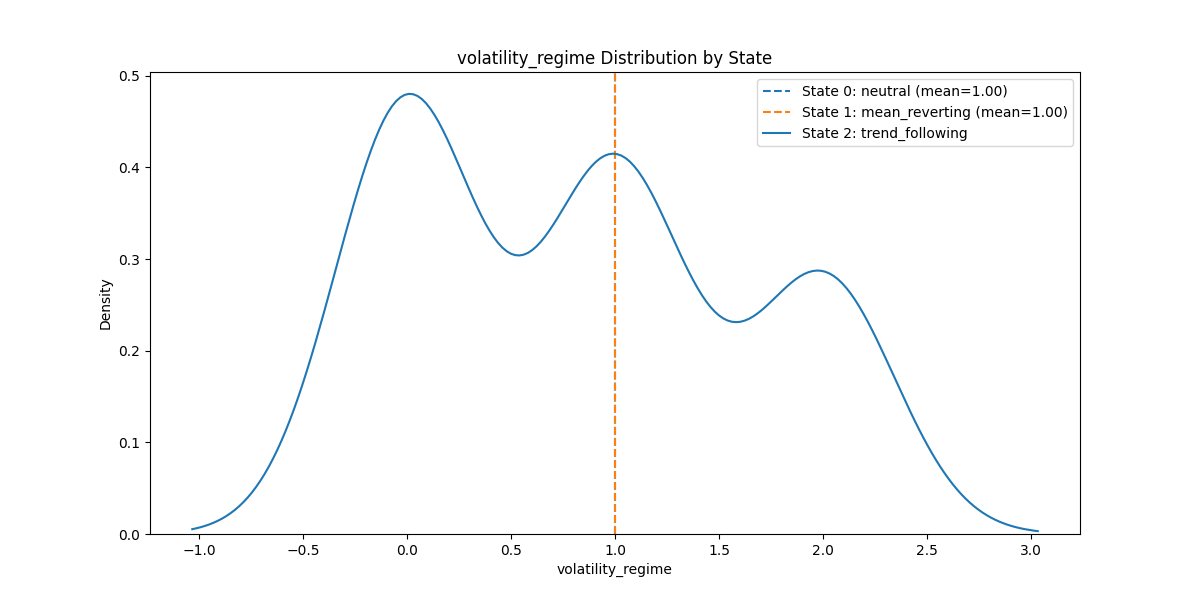 volatility_regime Distribution by State
State 0: neutral (mean=1.00)
State 1: mean_reverting (mean=1.00)
State 2: trend_following
0.5
0.4
0.3
0.2
0.1
0.0
Density
−1.0 −0.5 0.0 0.5 1.0 1.5 2.0 2.5 3.0
volatility_regime